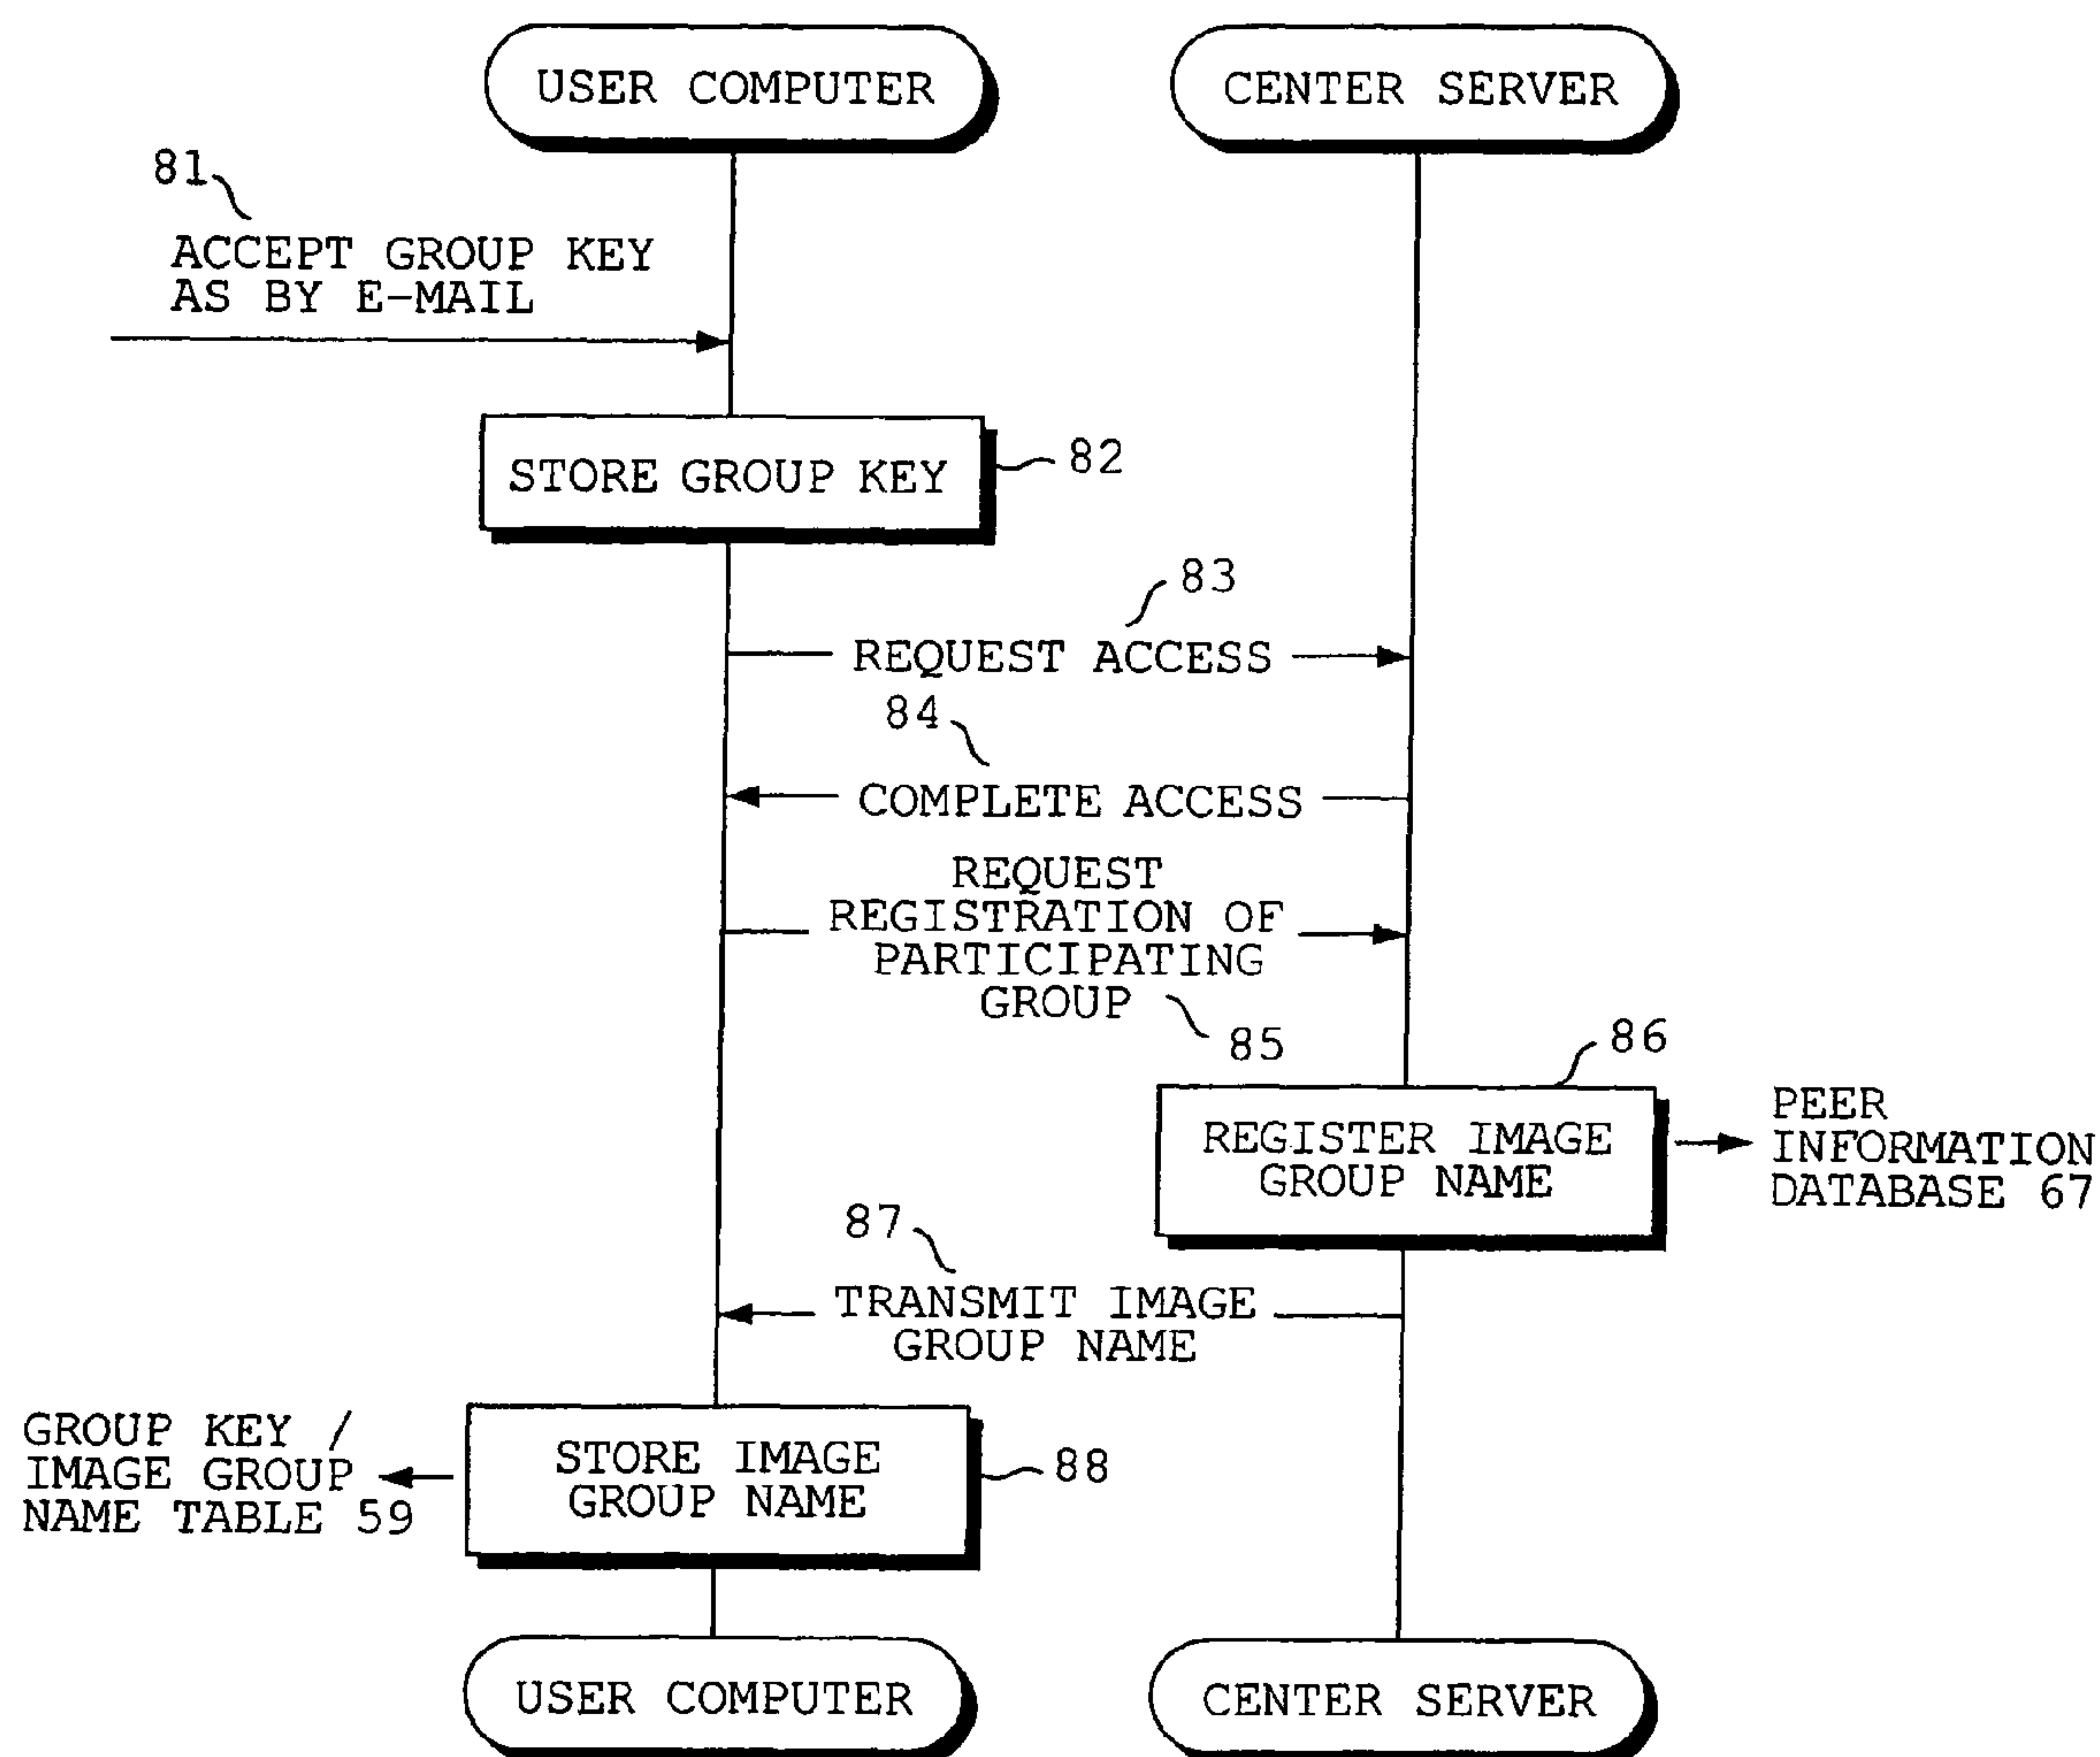 USER COMPUTER
CENTER SERVER
81
ACCEPT GROUP KEY
AS BY E-MAIL
STORE GROUP KEY
82
83
REQUEST ACCESS
84
COMPLETE ACCESS
REQUEST
REGISTRATION OF
PARTICIPATING
GROUP
85
86
REGISTER IMAGE
GROUP NAME
PEER
INFORMATION
DATABASE 67
87
TRANSMIT IMAGE
GROUP NAME
GROUP KEY /
IMAGE GROUP
NAME TABLE 59
STORE IMAGE
GROUP NAME
88
USER COMPUTER
CENTER SERVER